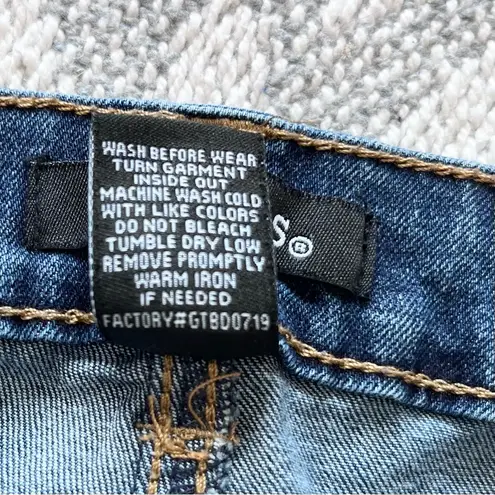 WASH BEFORE WEAR
TURN GARMENT
INSIDE OUT
MACHINE WASH COLD
WITH LIKE COLORS
DO NOT BLEACH
TUMBLE DRY LOW
REMOVE PROMPTLY
WARM IRON
IF NEEDED
FACTORY#GTBD0719
S®